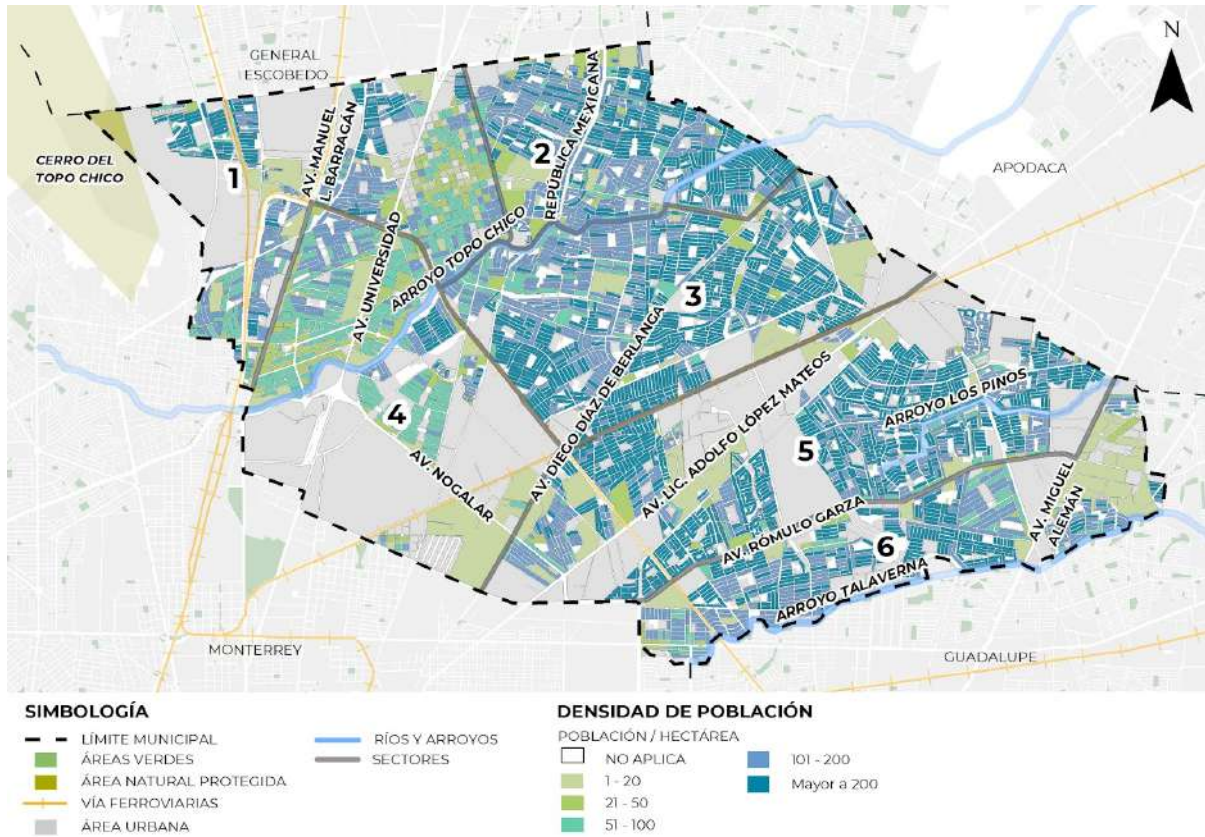 N
GENERAL
ESCOBEDO
CERRO DEL
TOPO CHICO
1
AV. MANUEL
L. BARRAGÁN
2
REPÚBLICA MEXICANA
APODACA
AV. UNIVERSIDAD
ARROYO TOPO CHICO
3
AV. DIEGO DÍAZ DE BERLANGA
4
AV. NOGALAR
AV. LIC. ADOLFO LÓPEZ MATEOS
ARROYO LOS PINOS
5
AV. RÓMULO GARZA
AV. MIGUEL
ALEMÁN
6
ARROYO TALAVERNA
MONTERREY
GUADALUPE
SIMBOLOGÍA
LÍMITE MUNICIPAL
ÁREAS VERDES
ÁREA NATURAL PROTEGIDA
VÍA FERROVIARIAS
ÁREA URBANA
RÍOS Y ARROYOS
SECTORES
DENSIDAD DE POBLACIÓN
POBLACIÓN / HECTÁREA
NO APLICA
1 - 20
21 - 50
51 - 100
101 - 200
Mayor a 200